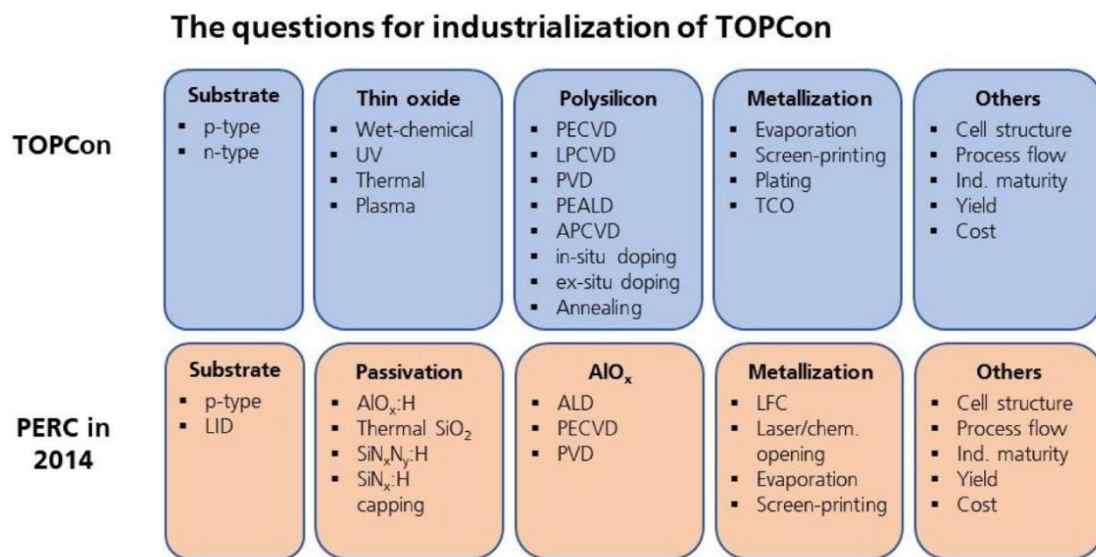 The questions for industrialization of TOPCon
TOPCon
Substrate
▪ p-type
▪ n-type
Thin oxide
▪ Wet-chemical
▪ UV
▪ Thermal
▪ Plasma
Polysilicon
▪ PECVD
▪ LPCVD
▪ PVD
▪ PEALD
▪ APCVD
▪ in-situ doping
▪ ex-situ doping
▪ Annealing
Metallization
▪ Evaporation
▪ Screen-printing
▪ Plating
▪ TCO
Others
▪ Cell structure
▪ Process flow
▪ Ind. maturity
▪ Yield
▪ Cost
PERC in
2014
Substrate
▪ p-type
▪ LID
Passivation
▪ AlOₓ:H
▪ Thermal SiO₂
▪ SiNₓNᵧ:H
▪ SiNₓ:H
capping
AlOₓ
▪ ALD
▪ PECVD
▪ PVD
Metallization
▪ LFC
▪ Laser/chem.
opening
▪ Evaporation
▪ Screen-printing
Others
▪ Cell structure
▪ Process flow
▪ Ind. maturity
▪ Yield
▪ Cost